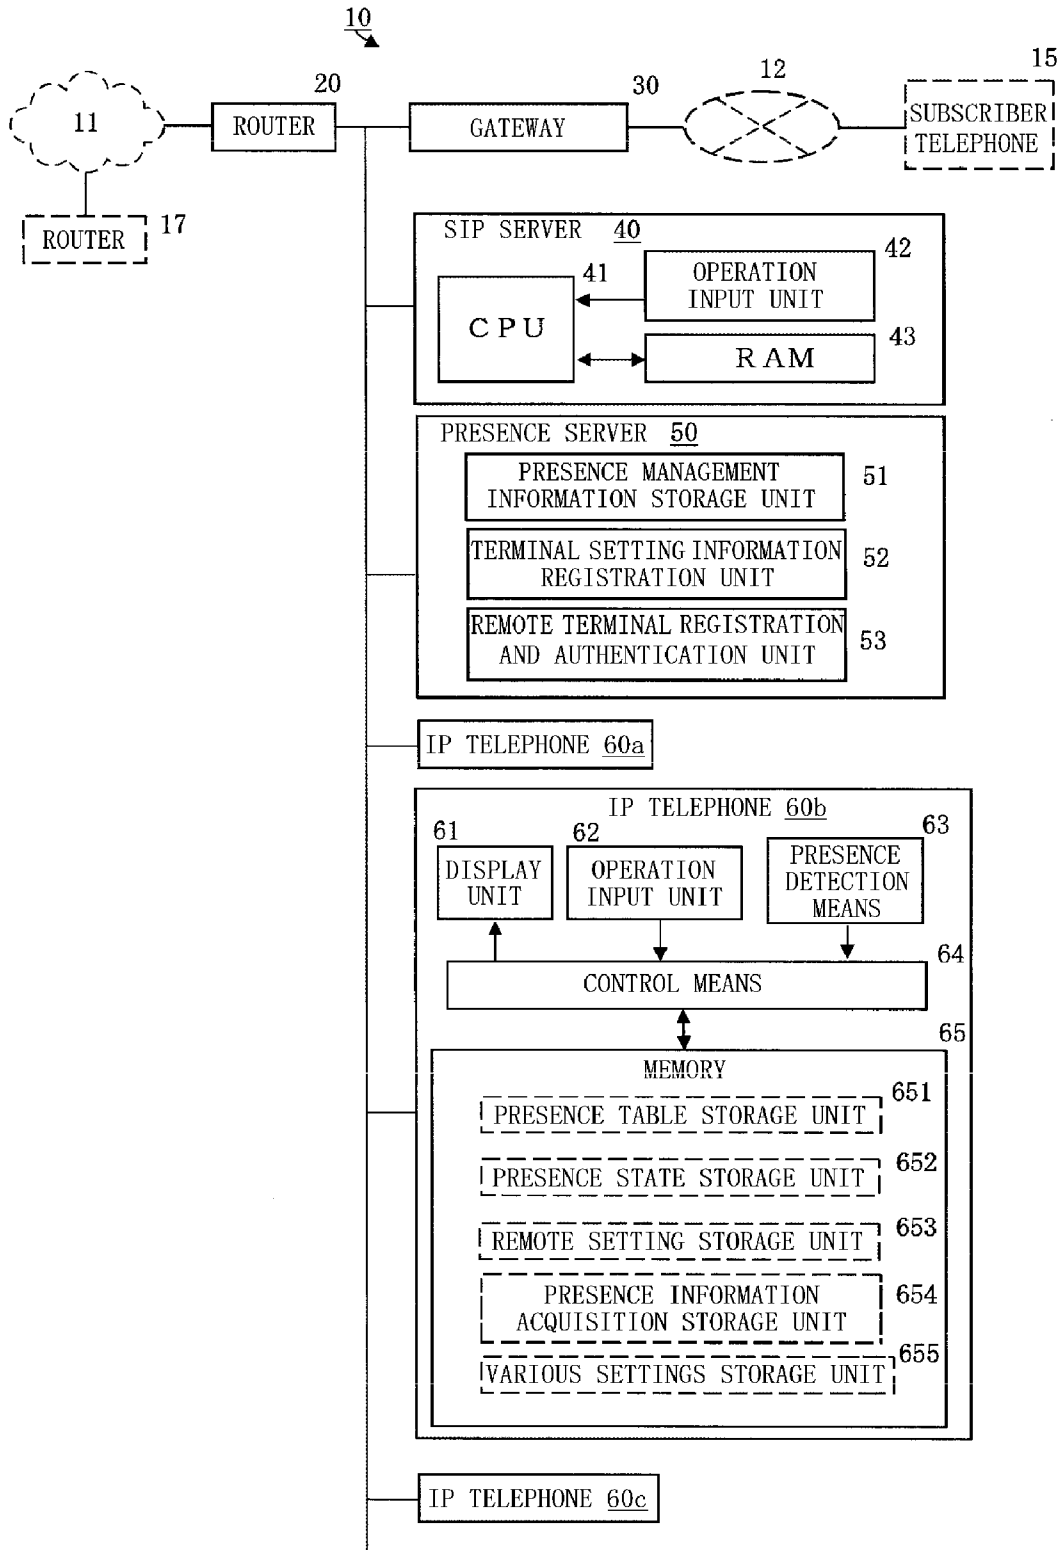 10
11
ROUTER
20
GATEWAY
30
12
15
SUBSCRIBER
TELEPHONE
ROUTER
17
SIP SERVER 40
41
CPU
42
OPERATION
INPUT UNIT
43
RAM
PRESENCE SERVER 50
PRESENCE MANAGEMENT
INFORMATION STORAGE UNIT
51
TERMINAL SETTING INFORMATION
REGISTRATION UNIT
52
REMOTE TERMINAL REGISTRATION
AND AUTHENTICATION UNIT
53
IP TELEPHONE 60a
IP TELEPHONE 60b
61
DISPLAY
UNIT
62
OPERATION
INPUT UNIT
63
PRESENCE
DETECTION
MEANS
64
CONTROL MEANS
65
MEMORY
651
PRESENCE TABLE STORAGE UNIT
652
PRESENCE STATE STORAGE UNIT
653
REMOTE SETTING STORAGE UNIT
654
PRESENCE INFORMATION
ACQUISITION STORAGE UNIT
655
VARIOUS SETTINGS STORAGE UNIT
IP TELEPHONE 60c